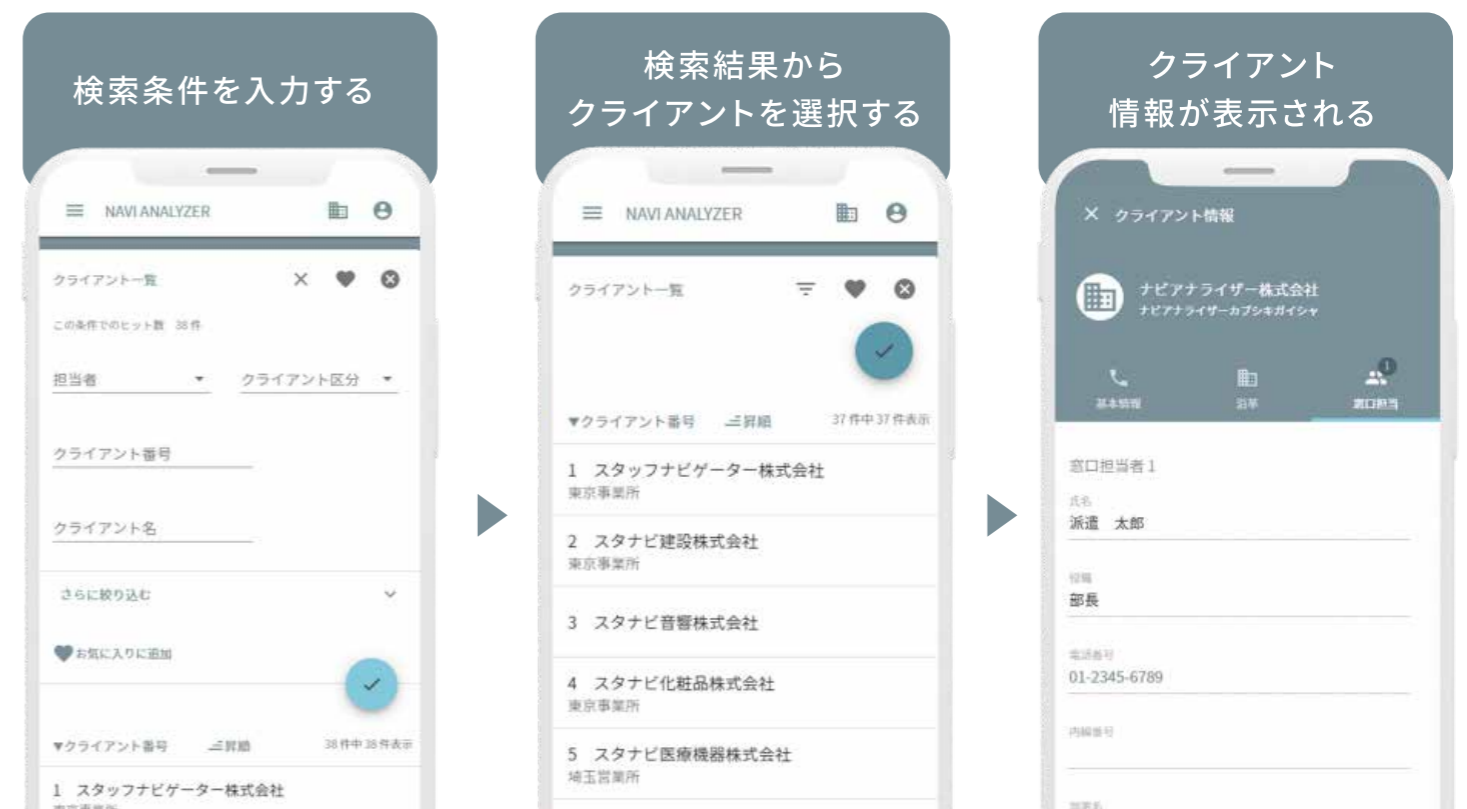 検索条件を入力する
NAVI ANALYZER
クライアント一覧
この条件でのヒット数 38 件
担当者 クライアント区分
クライアント番号
クライアント名
さらに絞り込む
お気に入りに追加
▼クライアント番号 昇順 38 件中 38 件表示
1 スタッフナビゲーター株式会社
東京事業所
検索結果から
クライアントを選択する
NAVI ANALYZER
クライアント一覧
▼クライアント番号 昇順 37 件中 37 件表示
1 スタッフナビゲーター株式会社
東京事業所
2 スタナビ建設株式会社
東京事業所
3 スタナビ音響株式会社
4 スタナビ化粧品株式会社
東京事業所
5 スタナビ医療機器株式会社
埼玉営業所
クライアント
情報が表示される
クライアント情報
ナビアナライザー株式会社
ナビアナライザーカブシキガイシャ
1
基本情報 沿革 窓口担当
窓口担当者 1
氏名
派遣 太郎
役職
部長
電話番号
01-2345-6789
内線番号
部署名